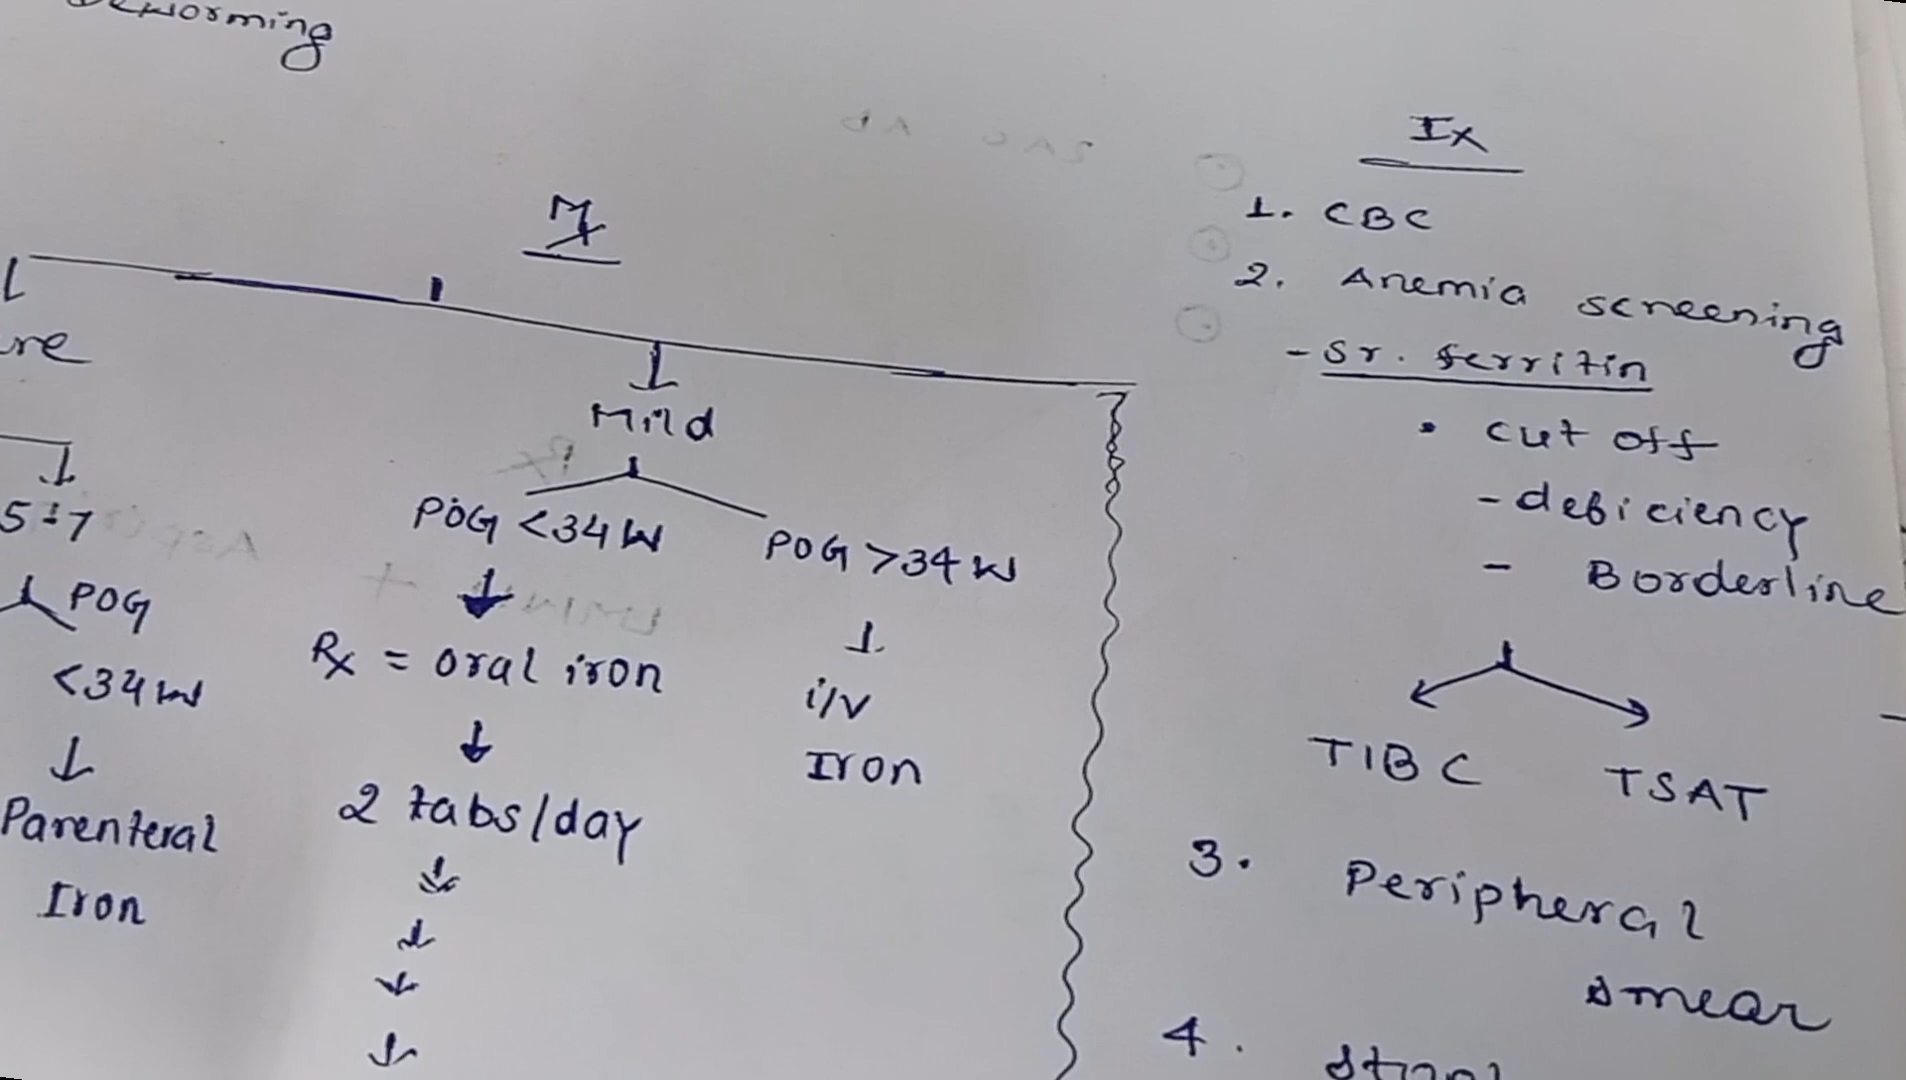 Deworming
M
Mild
5-7
POG
<34W
Parenteral
Iron
POG <34W
Rx = oral iron
2 tabs/day
POG >34W
i/v
Iron
Ix
1. CBC
2. Anemia screening
- Sr. ferritin
• cut off
- deficiency
- Borderline
TIBC
TSAT
3. Peripheral
smear
4.